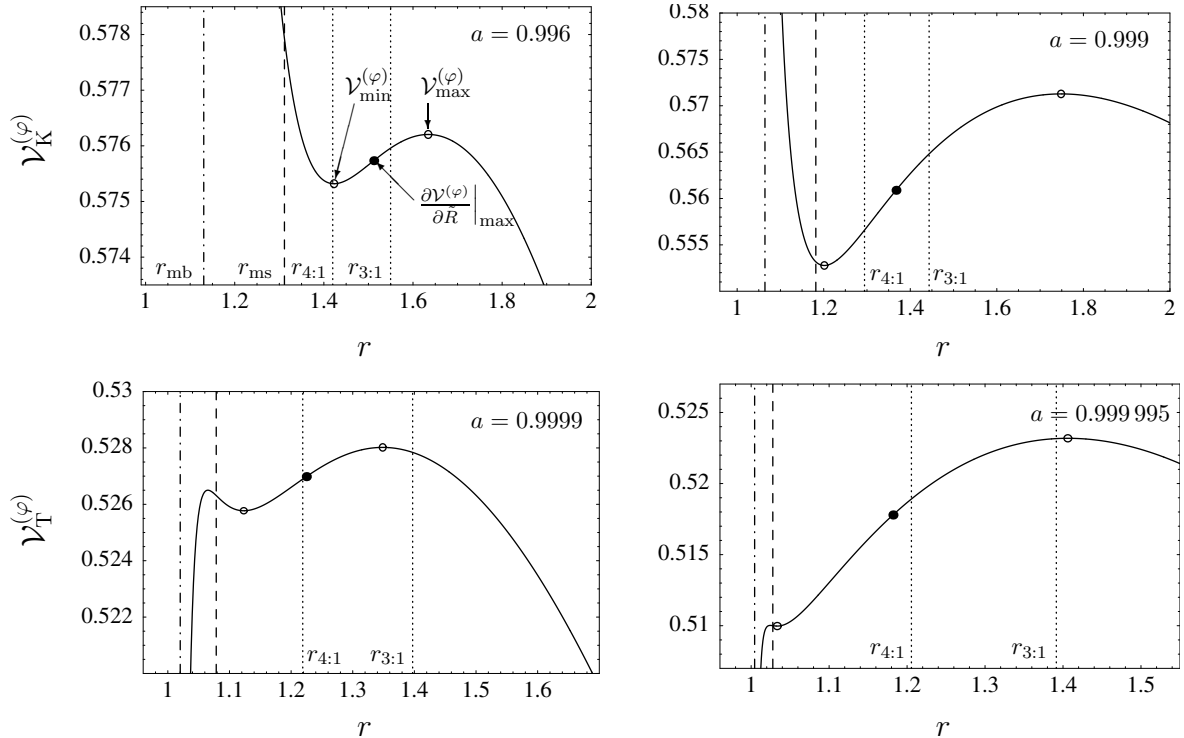 0.578
0.577
0.576
0.575
0.574
𝒱_K^(φ)
a = 0.996
𝒱_min^(φ)
𝒱_max^(φ)
∂𝒱^(φ)/∂R̃ |_max
r_mb
r_ms
r_4:1
r_3:1
1 1.2 1.4 1.6 1.8 2
r
0.58
0.57
0.565
0.56
0.555
a = 0.999
r_4:1
r_3:1
1 1.2 1.4 1.6 1.8 2
r
0.53
0.528
0.526
0.524
0.522
𝒱_T^(φ)
a = 0.9999
r_4:1
r_3:1
1 1.1 1.2 1.3 1.4 1.5 1.6
r
0.525
0.52
0.515
0.51
a = 0.999 995
r_4:1
r_3:1
1 1.1 1.2 1.3 1.4 1.5
r